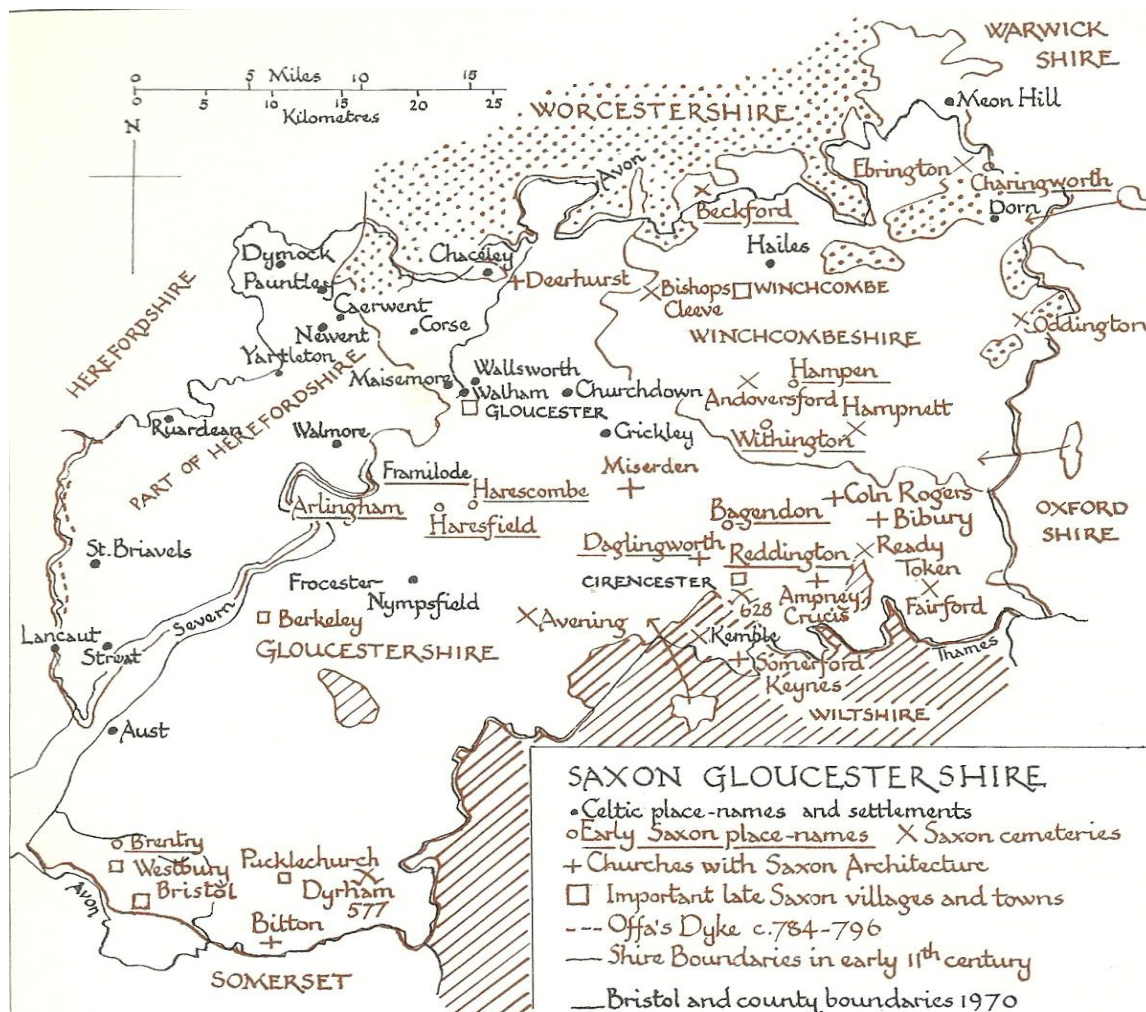 0 5 Miles 10 15
0 5 10 15 20 25
Kilometres
N
WARWICK
SHIRE
WORCESTERSHIRE
Meon Hill
Avon
Ebrington
Charingworth
Beckford
Dorn
Dymock
Chaceley
Hailes
Pauntley
Deerhurst
Bishops
Cleeve
WINCHCOMBE
HEREFORDSHIRE
Caerwent
Newent
Corse
WINCHCOMBESHIRE
Oddington
Yartleton
Maisemore
Wallsworth
Walham
Churchdown
Hampen
Andoversford
Hampnett
GLOUCESTER
Ruardean
PART OF HEREFORDSHIRE
Walmore
Crickley
Withington
Framilode
Miserden
Harescombe
Arlingham
Haresfield
Coln Rogers
Bagendon
Bibury
OXFORD
SHIRE
St. Briavels
Daglingworth
Reddington
Ready
Token
Frocester-
Nympsfield
CIRENCESTER
628
Ampney
Crucis
Fairford
Severn
Berkeley
Avening
Kemble
Lancaut
Streat
GLOUCESTERSHIRE
Somerford
Keynes
Thames
WILTSHIRE
Aust
Brentry
Westbury
Bristol
Pucklechurch
Dyrham
577
Avon
Bitton
SOMERSET
SAXON GLOUCESTERSHIRE
Celtic place-names and settlements
Early Saxon place-names X Saxon cemeteries
+ Churches with Saxon Architecture
□ Important late Saxon villages and towns
--- Offa's Dyke c.784-796
— Shire Boundaries in early 11th century
— Bristol and county boundaries 1970